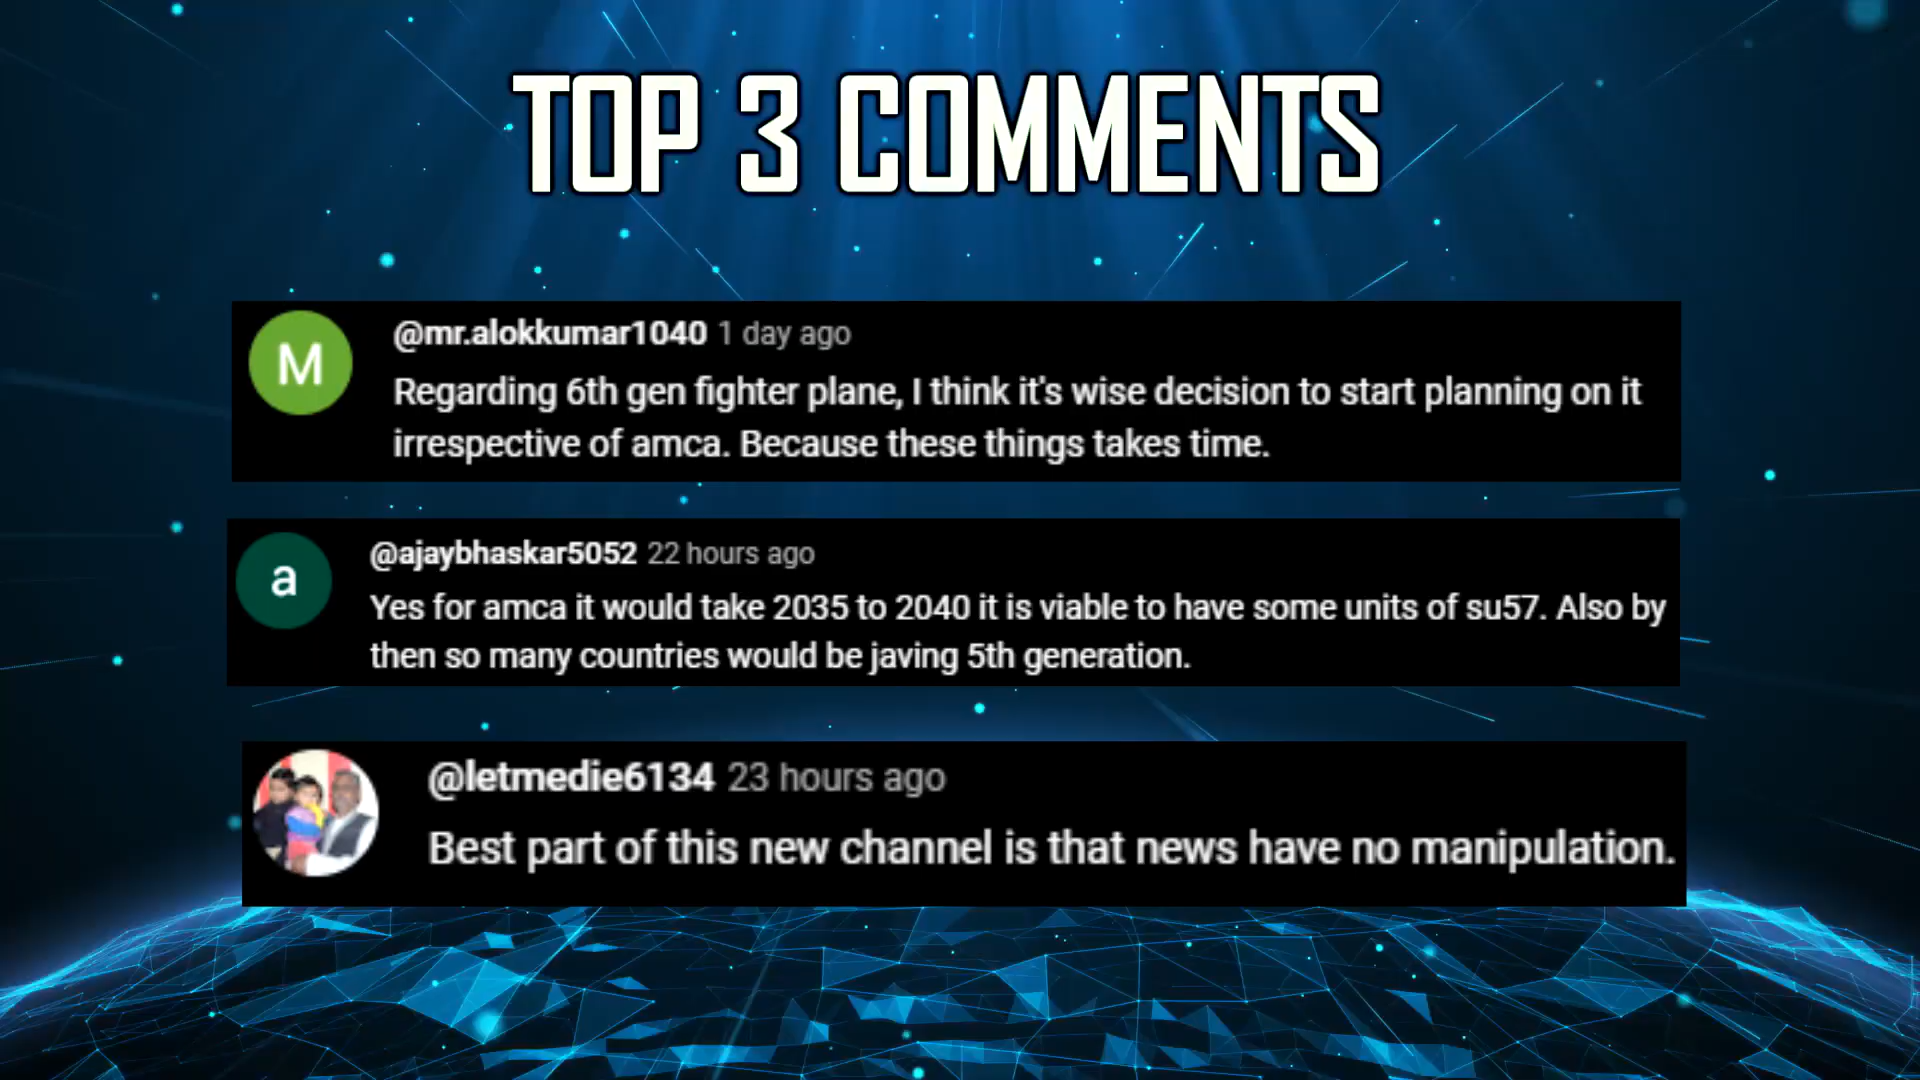 TOP 3 COMMENTS
M
@mr.alokkumar1040 1 day ago
Regarding 6th gen fighter plane, I think it's wise decision to start planning on it
irrespective of amca. Because these things takes time.
a
@ajaybhaskar5052 22 hours ago
Yes for amca it would take 2035 to 2040 it is viable to have some units of su57. Also by
then so many countries would be javing 5th generation.
@letmedie6134 23 hours ago
Best part of this new channel is that news have no manipulation.